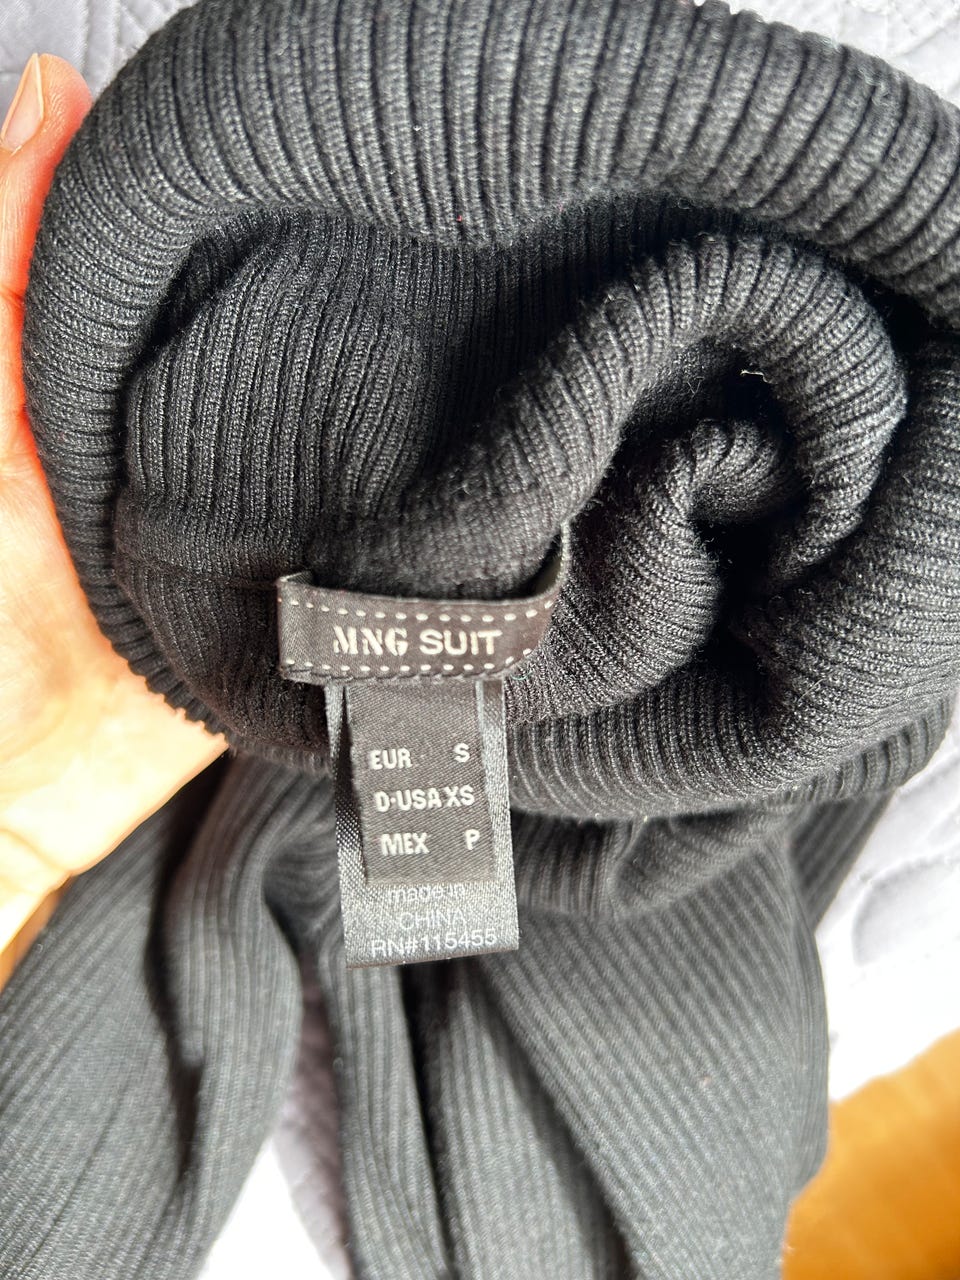 MNG SUIT
EUR S
D·USA XS
MEX P
made in
CHINA
RN#115455